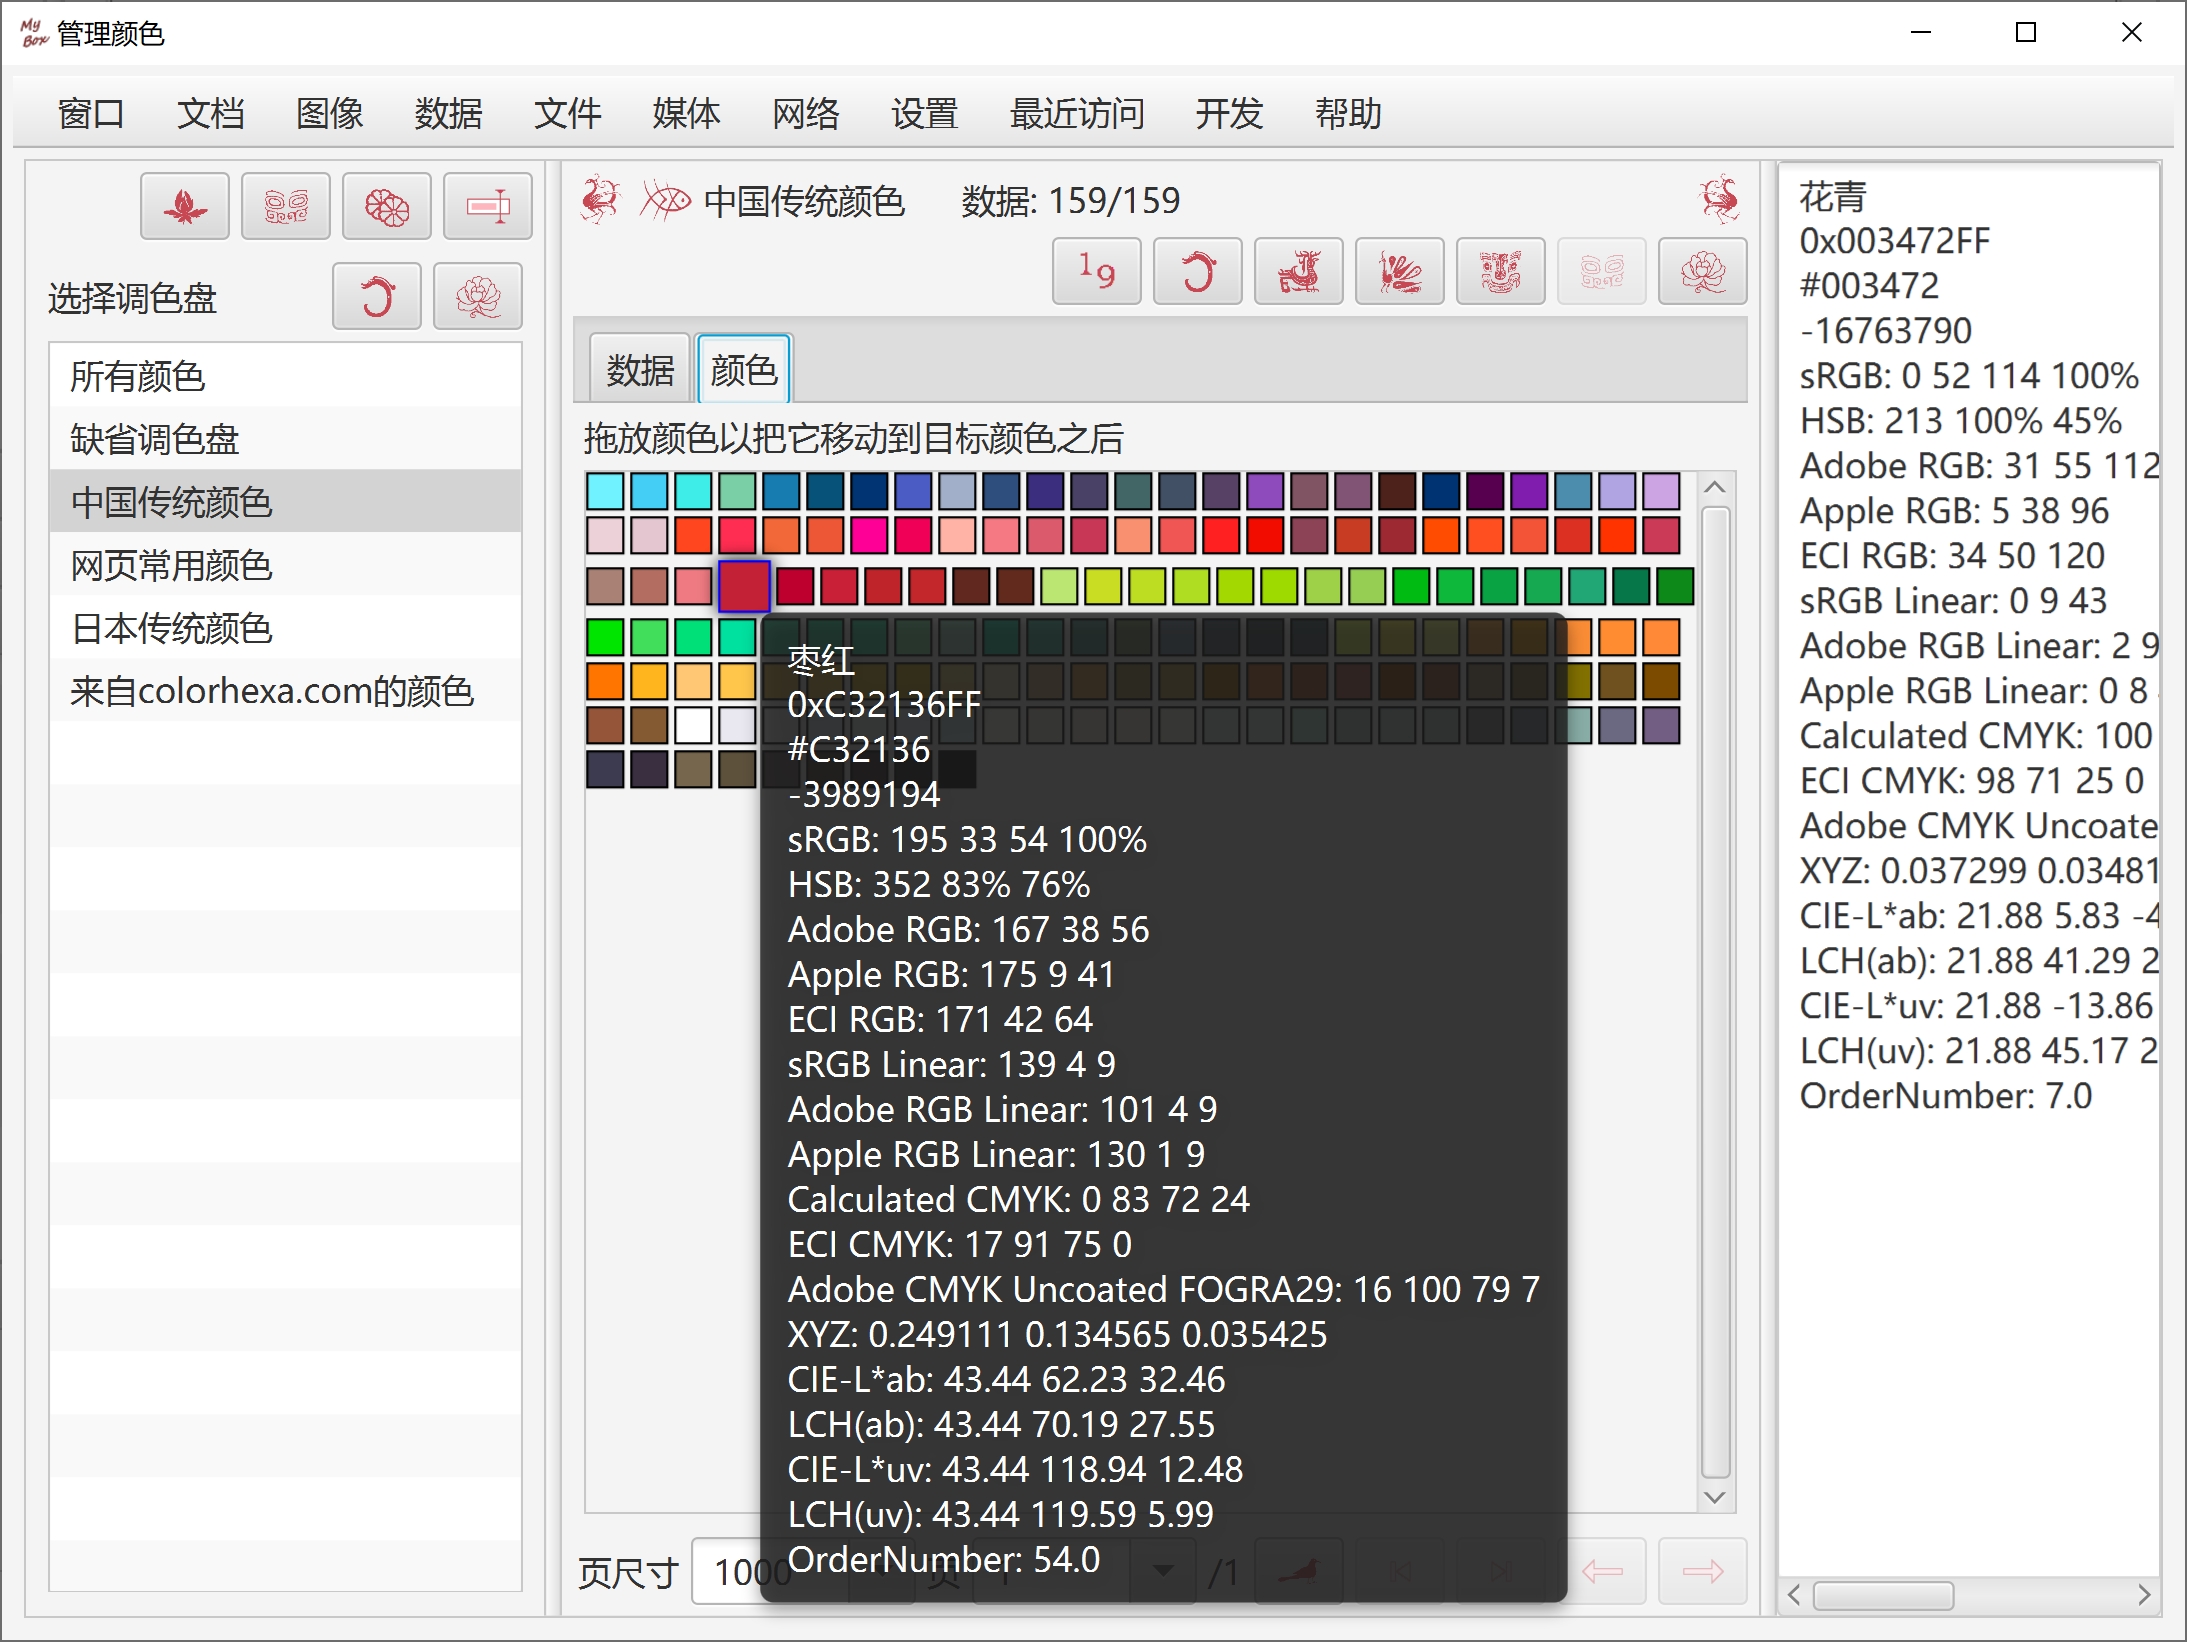 My Box 管理颜色
窗口 文档 图像 数据 文件 媒体 网络 设置 最近访问 开发 帮助
选择调色盘
所有颜色
缺省调色盘
中国传统颜色
网页常用颜色
日本传统颜色
来自colorhexa.com的颜色
中国传统颜色 数据: 159/159
19
数据 颜色
拖放颜色以把它移动到目标颜色之后
枣红
0xC32136FF
#C32136
-3989194
sRGB: 195 33 54 100%
HSB: 352 83% 76%
Adobe RGB: 167 38 56
Apple RGB: 175 9 41
ECI RGB: 171 42 64
sRGB Linear: 139 4 9
Adobe RGB Linear: 101 4 9
Apple RGB Linear: 130 1 9
Calculated CMYK: 0 83 72 24
ECI CMYK: 17 91 75 0
Adobe CMYK Uncoated FOGRA29: 16 100 79 7
XYZ: 0.249111 0.134565 0.035425
CIE-L*ab: 43.44 62.23 32.46
LCH(ab): 43.44 70.19 27.55
CIE-L*uv: 43.44 118.94 12.48
LCH(uv): 43.44 119.59 5.99
OrderNumber: 54.0
页尺寸 1000 页 1 /1
花青
0x003472FF
#003472
-16763790
sRGB: 0 52 114 100%
HSB: 213 100% 45%
Adobe RGB: 31 55 112
Apple RGB: 5 38 96
ECI RGB: 34 50 120
sRGB Linear: 0 9 43
Adobe RGB Linear: 2 9
Apple RGB Linear: 0 8
Calculated CMYK: 100
ECI CMYK: 98 71 25 0
Adobe CMYK Uncoate
XYZ: 0.037299 0.03481
CIE-L*ab: 21.88 5.83 -4
LCH(ab): 21.88 41.29 2
CIE-L*uv: 21.88 -13.86
LCH(uv): 21.88 45.17 2
OrderNumber: 7.0